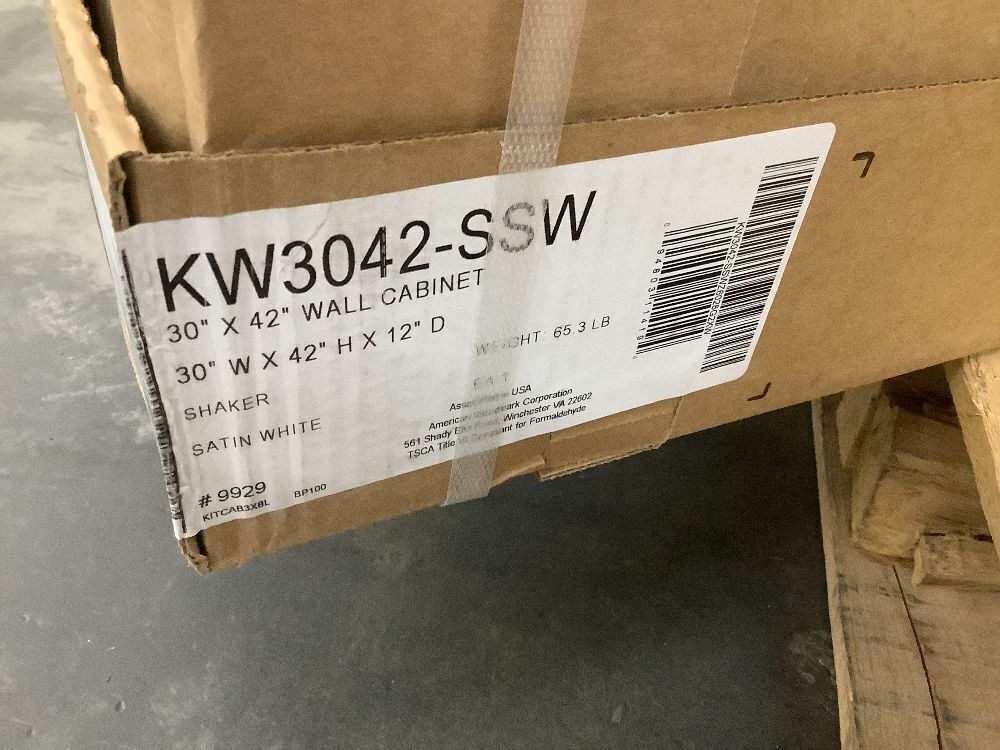 KW3042-SSW
30" X 42" WALL CABINET
30" W X 42" H X 12" D
WEIGHT: 65.3 LB
SHAKER
SATIN WHITE
Assembled in USA
American Woodmark Corporation
561 Shady Elm Road, Winchester VA 22602
TSCA Title VI Compliant for Formaldehyde
# 9929
BP100
KITCAB3X8L